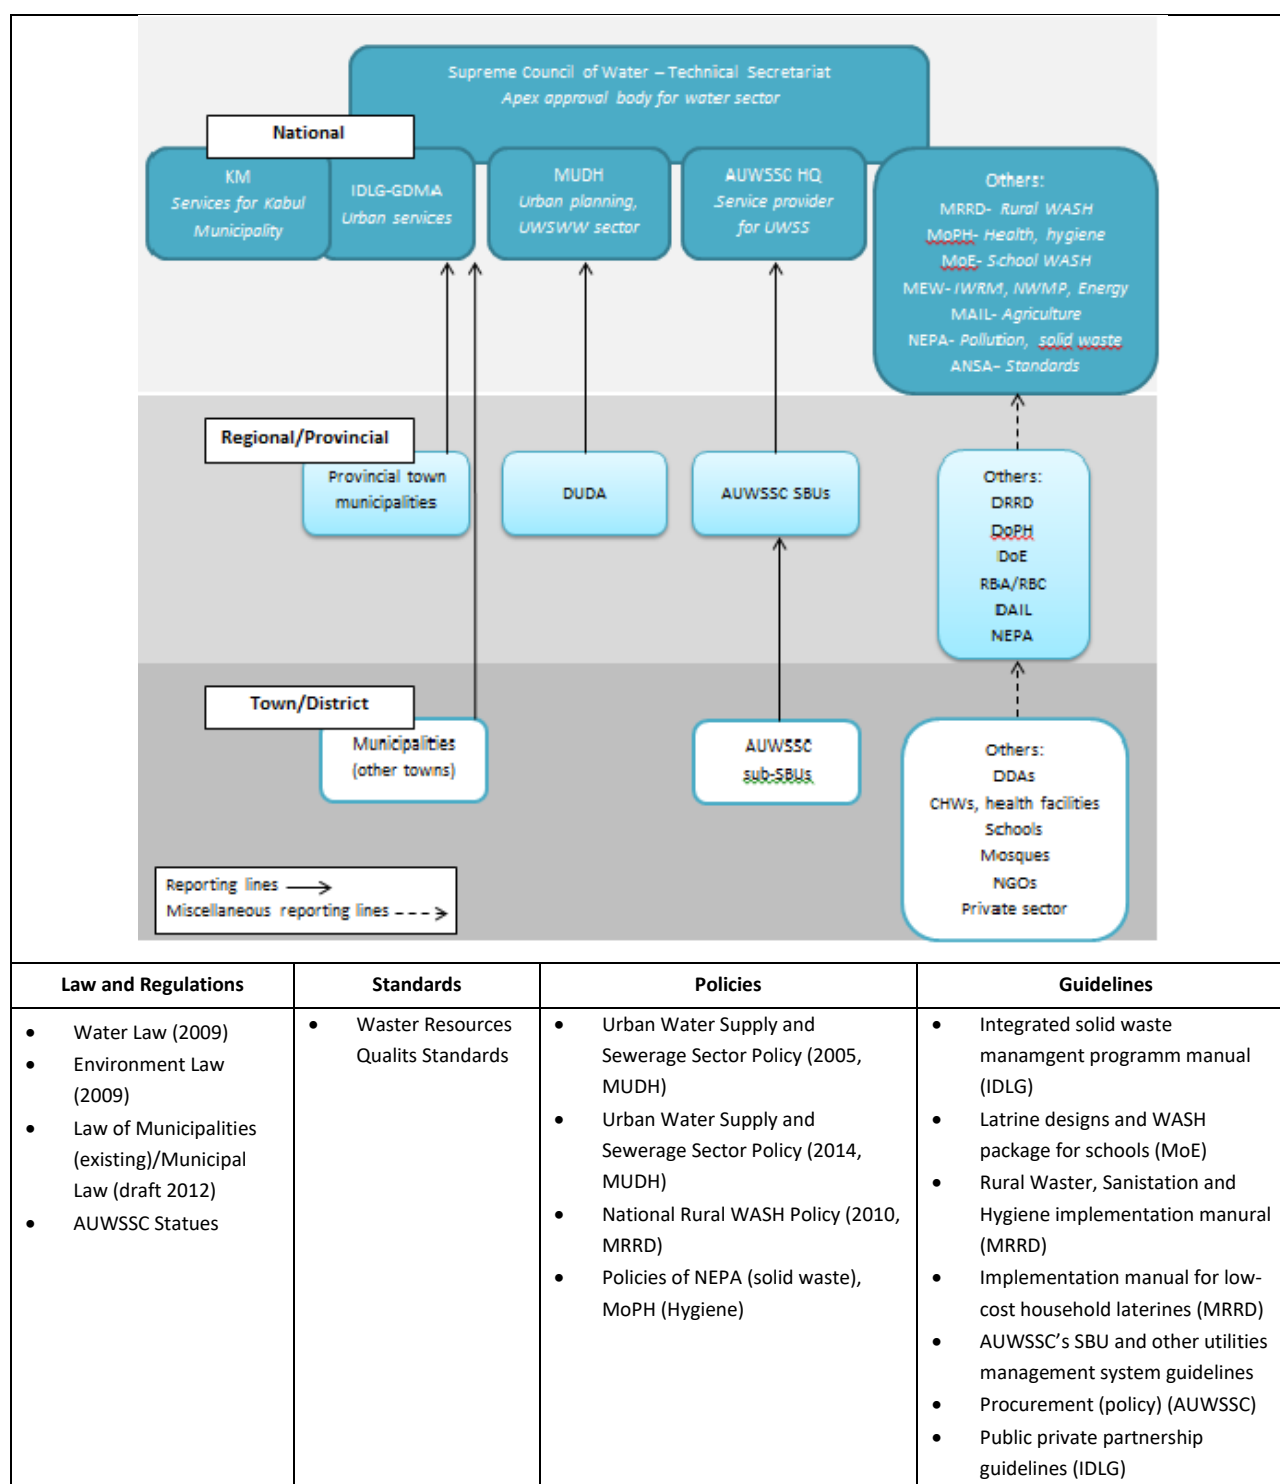 Supreme Council of Water – Technical Secretariat
Apex approval body for water sector
National
KM
Services for Kabul
Municipality
IDLG-GDMA
Urban services
MUDH
Urban planning,
UWSWW sector
AUWSSC HQ
Service provider
for UWSS
Others:
MRRD- Rural WASH
MoPH- Health, hygiene
MoE- School WASH
MEW- IWRM, NWMP, Energy
MAIL- Agriculture
NEPA- Pollution, solid waste
ANSA– Standards
Regional/Provincial
Provincial town
municipalities
DUDA
AUWSSC SBUs
Others:
DRRD
DoPH
DoE
RBA/RBC
DAIL
NEPA
Town/District
Municipalities
(other towns)
AUWSSC
sub-SBUs
Others:
DDAs
CHWs, health facilities
Schools
Mosques
NGOs
Private sector
Reporting lines
Miscellaneous reporting lines
Law and Regulations
• Water Law (2009)
• Environment Law
(2009)
• Law of Municipalities
(existing)/Municipal
Law (draft 2012)
• AUWSSC Statues
Standards
• Waster Resources
Qualits Standards
Policies
• Urban Water Supply and
Sewerage Sector Policy (2005,
MUDH)
• Urban Water Supply and
Sewerage Sector Policy (2014,
MUDH)
• National Rural WASH Policy (2010,
MRRD)
• Policies of NEPA (solid waste),
MoPH (Hygiene)
Guidelines
• Integrated solid waste
manamgent programm manual
(IDLG)
• Latrine designs and WASH
package for schools (MoE)
• Rural Waster, Sanistation and
Hygiene implementation manural
(MRRD)
• Implementation manual for low-
cost household laterines (MRRD)
• AUWSSC’s SBU and other utilities
management system guidelines
• Procurement (policy) (AUWSSC)
• Public private partnership
guidelines (IDLG)